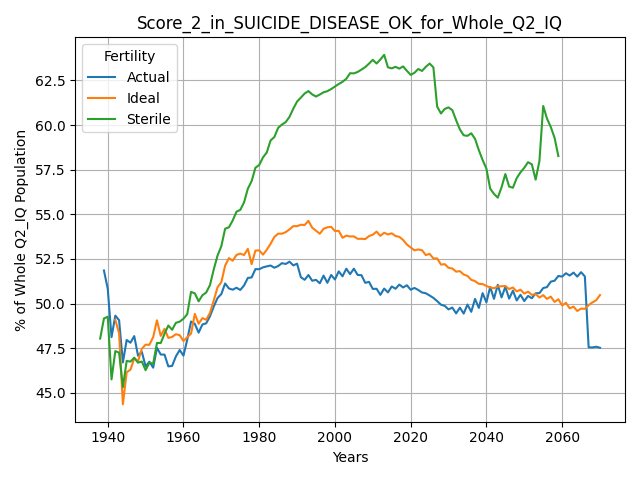 Score_2_in_SUICIDE_DISEASE_OK_for_Whole_Q2_IQ
Fertility
Actual
Ideal
Sterile
% of Whole Q2_IQ Population
62.5
60.0
57.5
55.0
52.5
50.0
47.5
45.0
1940 1960 1980 2000 2020 2040 2060
Years